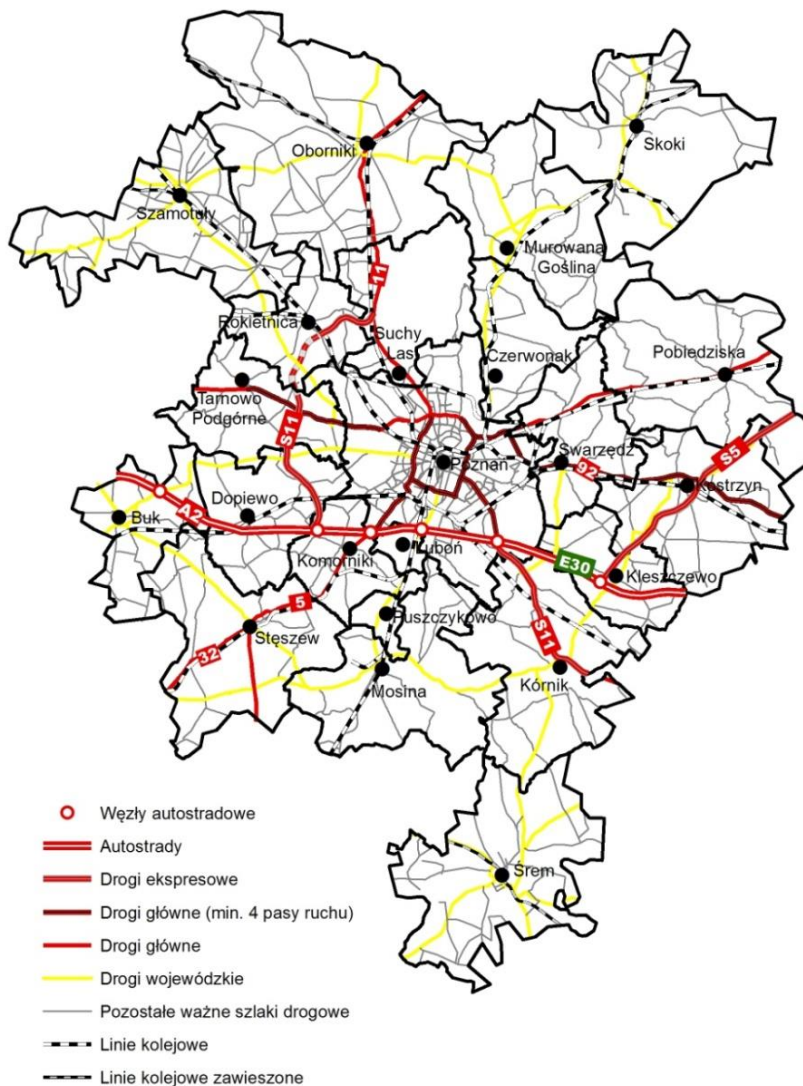 Skoki
Oborniki
Szamotuły
Murowana
Goślina
11
Rokietnica
Suchy
Las
Czerwonak
Pobiedziska
Tarnowo
Podgórne
S11
Swarzędz
S5
Poznań
92
Kostrzyn
A2
Dopiewo
Buk
Luboń
Komorniki
E30
Kleszczewo
5
Puszczykowo
S11
Stęszew
32
Mosina
Kórnik
Śrem
Węzły autostradowe
Autostrady
Drogi ekspresowe
Drogi główne (min. 4 pasy ruchu)
Drogi główne
Drogi wojewódzkie
Pozostałe ważne szlaki drogowe
Linie kolejowe
Linie kolejowe zawieszone